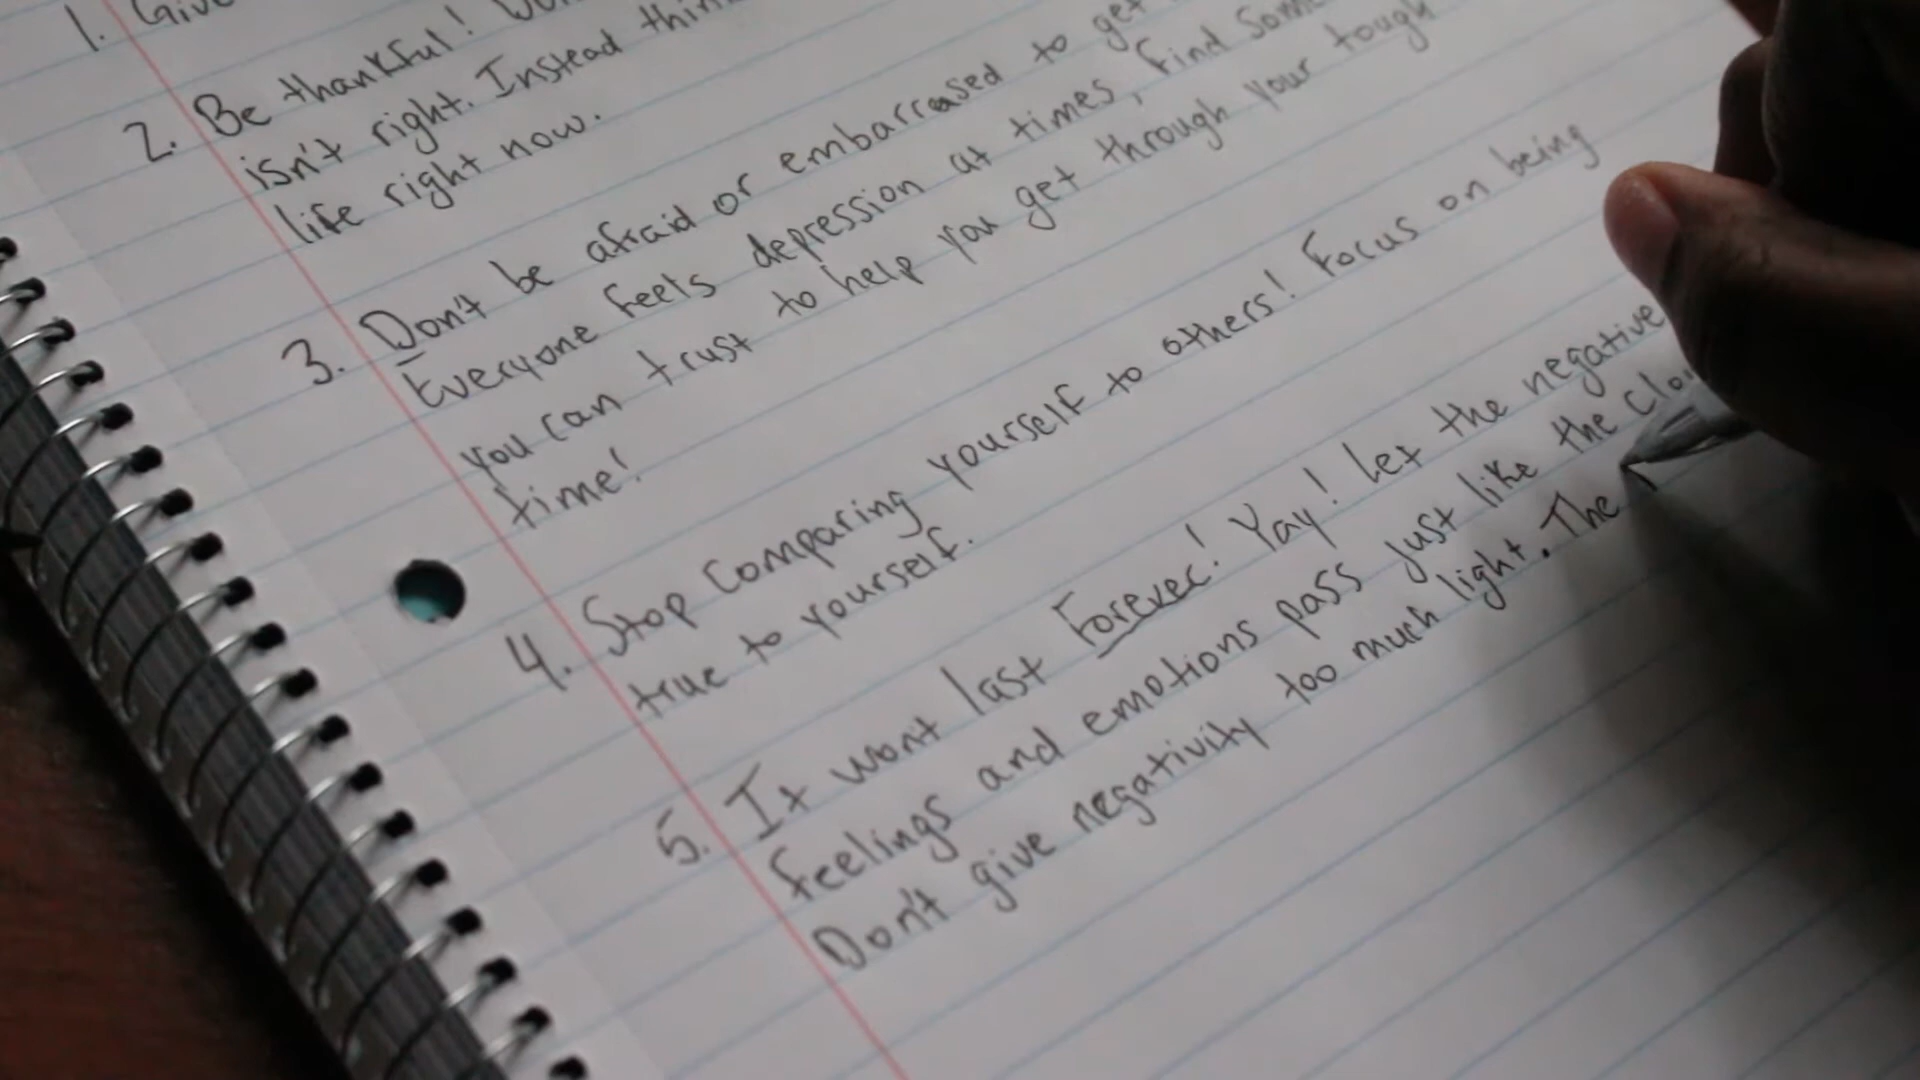 1. Give
2. Be thankful!
isn't right. Instead
life right now.
3. Don't be afraid or embarrased to get
Everyone feels depression at times, find
you can trust to help you get through your tough
time!
4. Stop Comparing yourself to others! Focus on being
true to yourself.
5. It wont last Forever! Yay! Let the negative
feelings and emotions pass just like the
Don't give negativity too much light. The